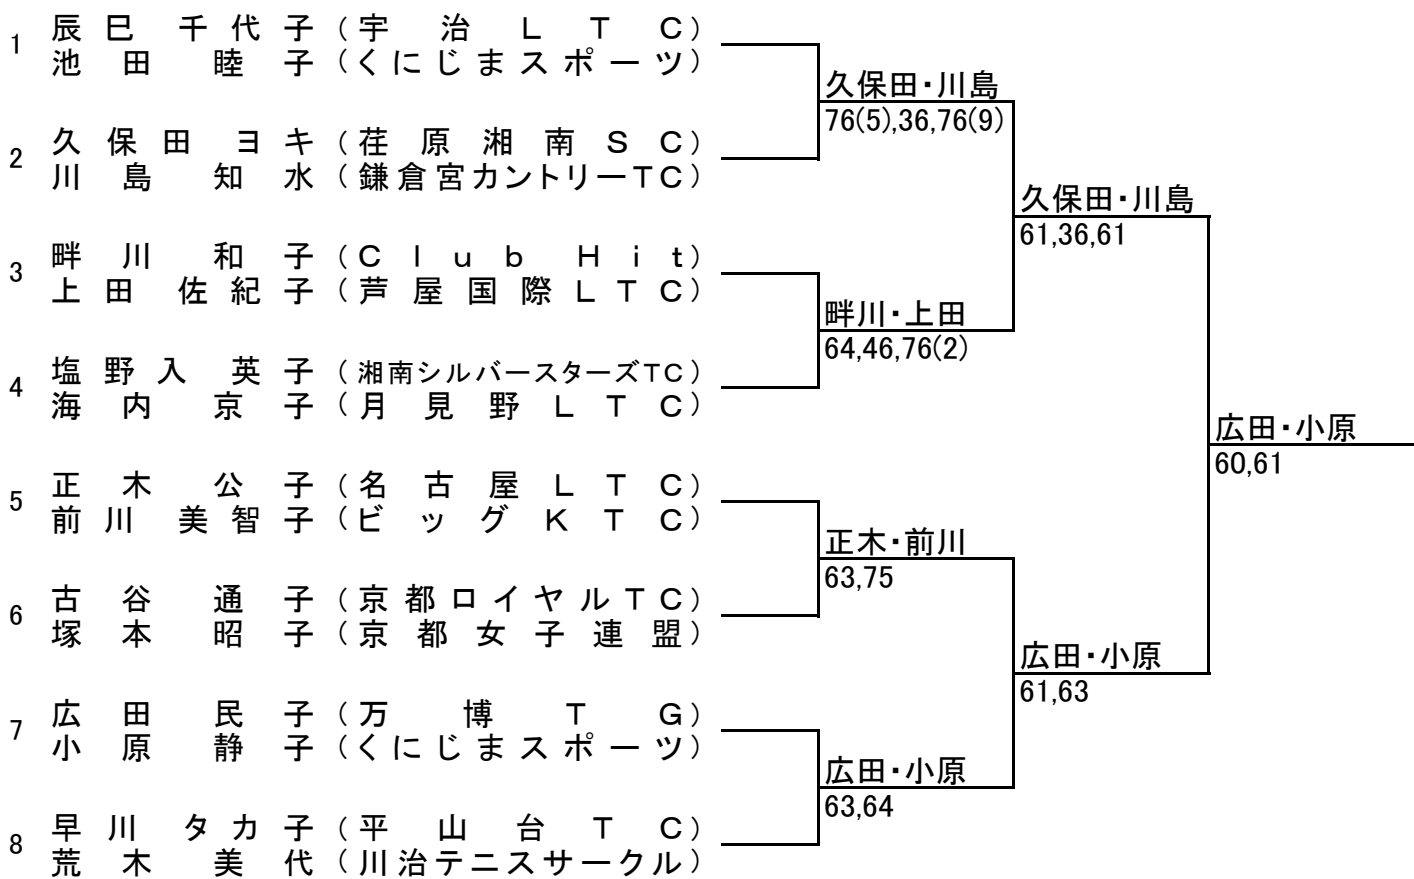 1
辰巳 千代子（宇治LTC）
池田 睦子（くにじまスポーツ）
2
久保田 ヨキ（荏原湘南SC）
川島 知水（鎌倉宮カントリーTC）
3
畔川 和子（Club Hit）
上田 佐紀子（芦屋国際LTC）
4
塩野入 英子（湘南シルバースターズTC）
海内 京子（月見野LTC）
5
正木 公子（名古屋LTC）
前川 美智子（ビッグKTC）
6
古谷 通子（京都ロイヤルTC）
塚本 昭子（京都女子連盟）
7
広田 民子（万博TG）
小原 静子（くにじまスポーツ）
8
早川 タカ子（平山台TC）
荒木 美代（川治テニスサークル）
久保田・川島
76(5),36,76(9)
畔川・上田
64,46,76(2)
正木・前川
63,75
広田・小原
63,64
久保田・川島
61,36,61
広田・小原
61,63
広田・小原
60,61